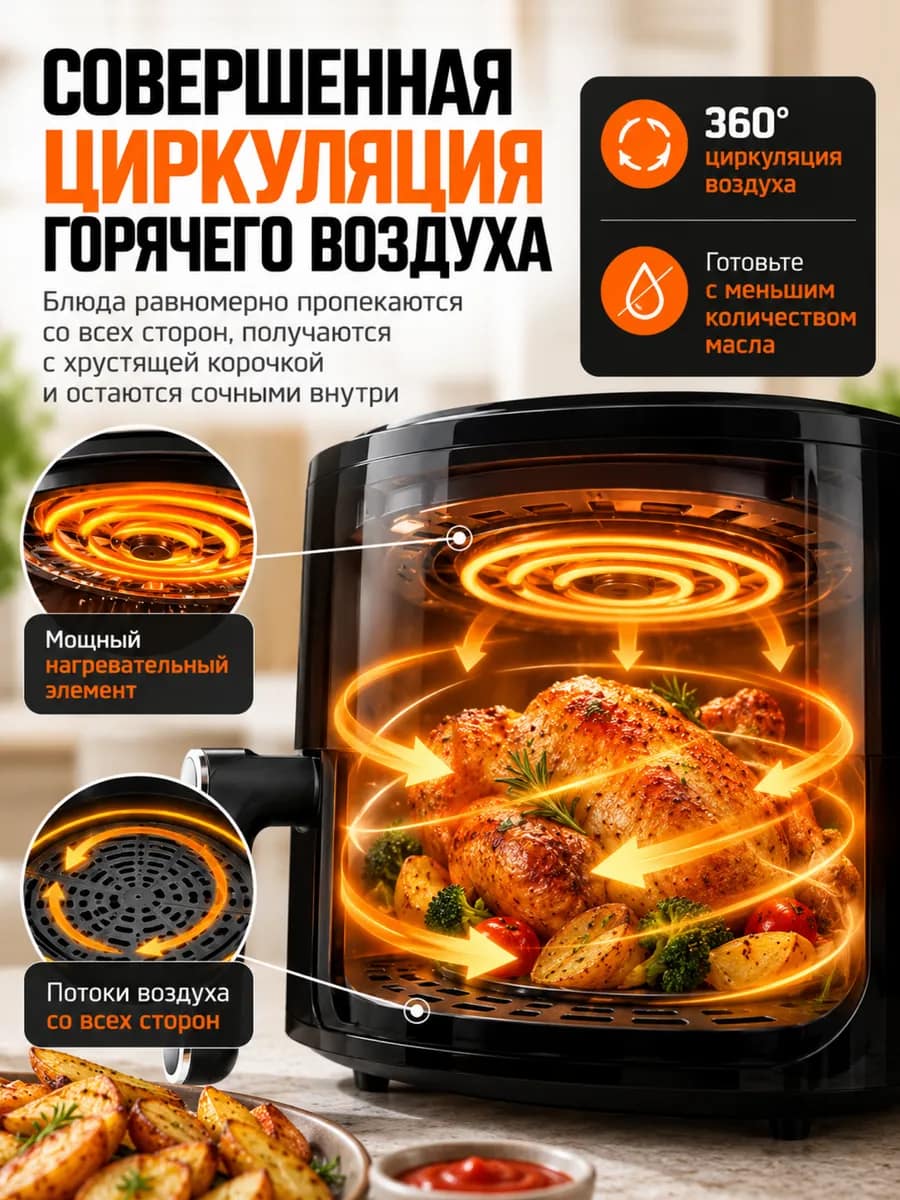 СОВЕРШЕННАЯ
ЦИРКУЛЯЦИЯ
ГОРЯЧЕГО ВОЗДУХА
Блюда равномерно пропекаются
со всех сторон, получаются
с хрустящей корочкой
и остаются сочными внутри
360°
циркуляция
воздуха
Готовьте
с меньшим
количеством
масла
Мощный
нагревательный
элемент
Потоки воздуха
со всех сторон